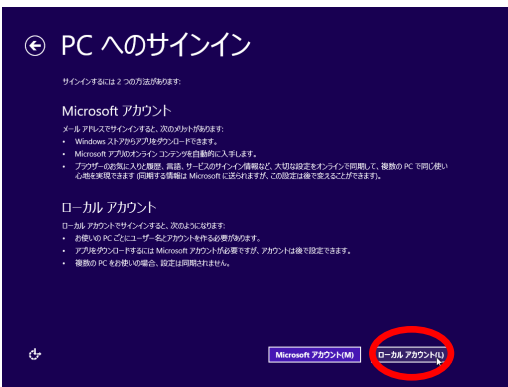 PC へのサインイン
サインインするには 2 つの方法があります:
Microsoft アカウント
メール アドレスでサインインすると、次のメリットがあります:
• Windows ストアからアプリをダウンロードできます。
• Microsoft アプリのオンライン コンテンツを自動的に入手します。
• ブラウザーのお気に入りと履歴、言語、サービスのサインイン情報など、大切な設定をオンラインで同期して、複数の PC で同じ使い
心地を実現できます (同期する情報は Microsoft に送られますが、この設定は後で変えることができます)。
ローカル アカウント
ローカル アカウントでサインインすると、次のようになります:
• お使いの PC ごとにユーザー名とアカウントを作る必要があります。
• アプリをダウンロードするには Microsoft アカウントが必要ですが、アカウントは後で設定できます。
• 複数の PC をお使いの場合、設定は同期されません。
Microsoft アカウント(M)
ローカル アカウント(L)